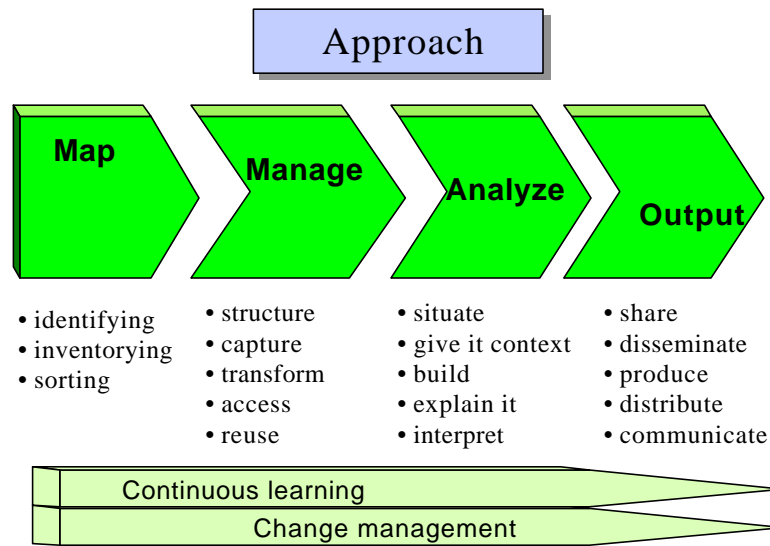 Approach
Map
Manage
Analyze
Output
• identifying
• inventorying
• sorting
• structure
• capture
• transform
• access
• reuse
• situate
• give it context
• build
• explain it
• interpret
• share
• disseminate
• produce
• distribute
• communicate
Continuous learning
Change management